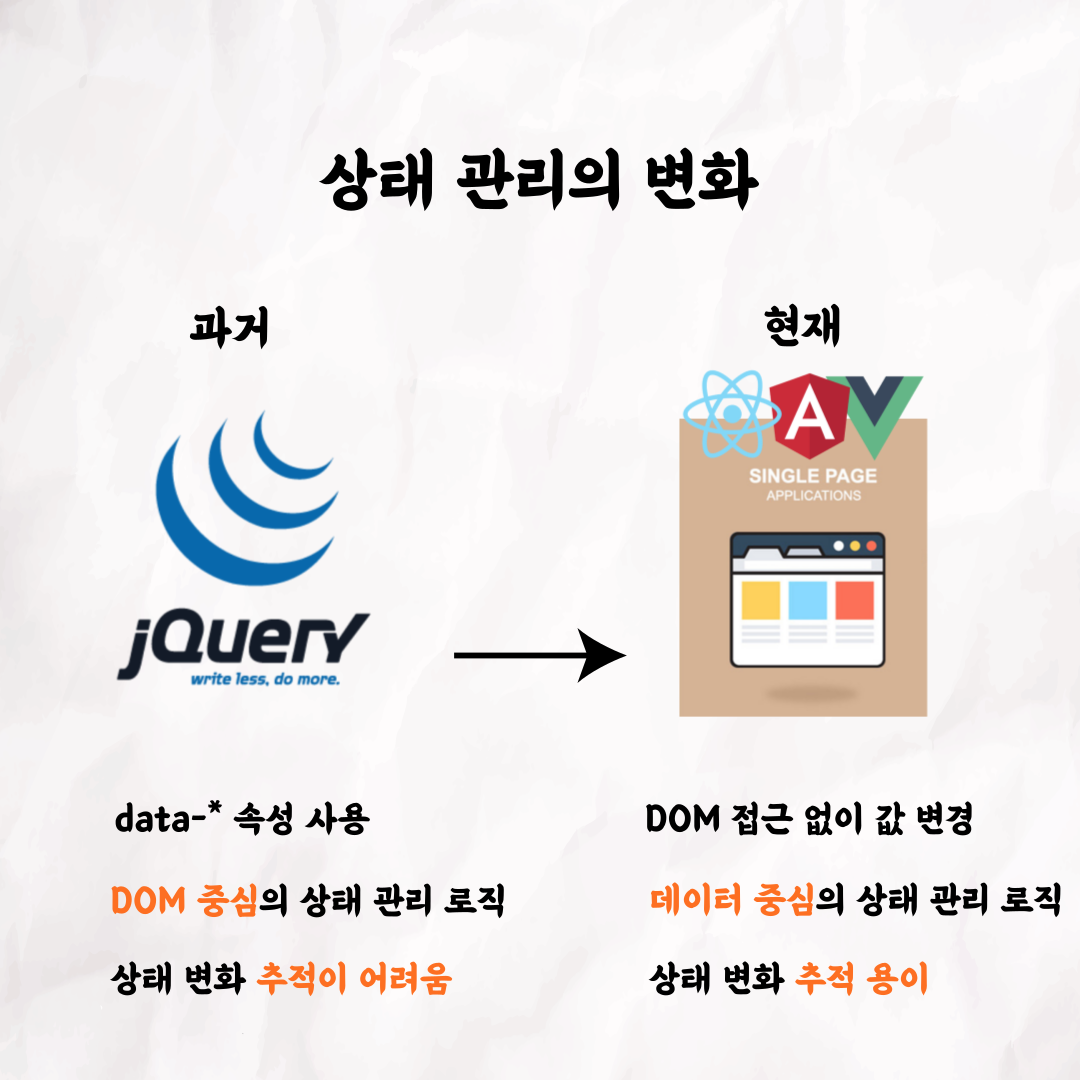 상태 관리의 변화
과거
현재
jQuery
write less, do more.
A
SINGLE PAGE
APPLICATIONS
data-* 속성 사용
DOM 중심의 상태 관리 로직
상태 변화 추적이 어려움
DOM 접근 없이 값 변경
데이터 중심의 상태 관리 로직
상태 변화 추적 용이